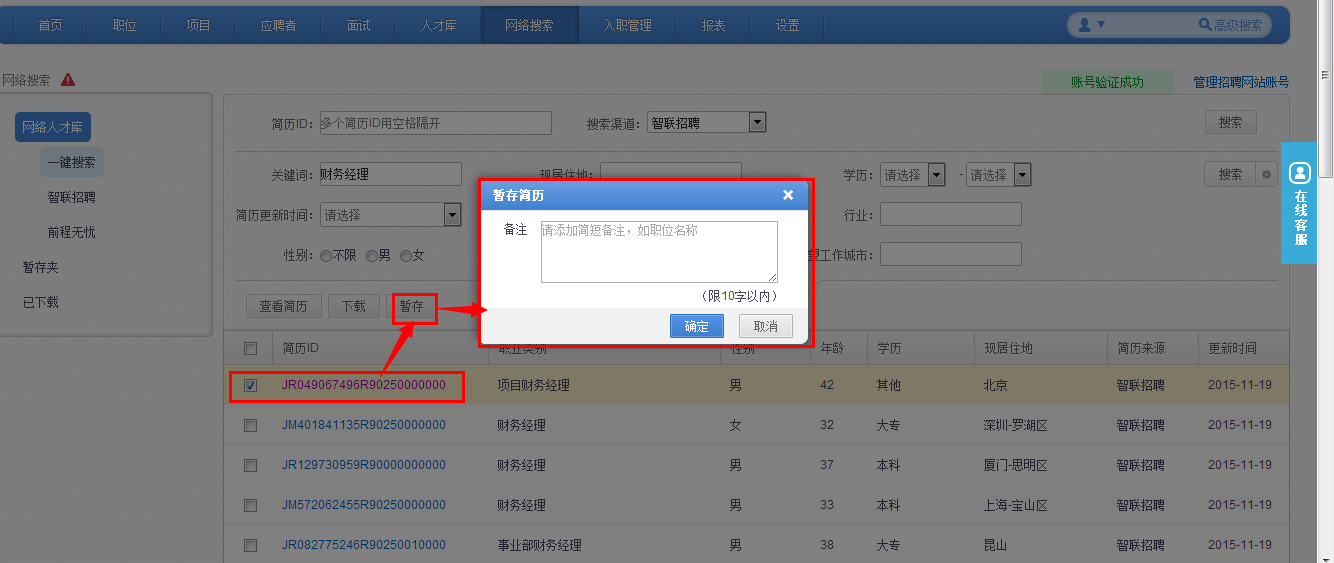 首页 职位 项目 应聘者 面试 人才库 网络搜索 入职管理 报表 设置 高级搜索
网络搜索 账号验证成功 管理招聘网站账号
网络人才库
一键搜索
智联招聘
前程无忧
暂存夹
已下载
简历ID： 多个简历ID用空格隔开 搜索渠道： 智联招聘 搜索
关键词： 财务经理 现居住地： 学历： 请选择 - 请选择 搜索
简历更新时间： 请选择 行业：
性别： 不限 男 女 望工作城市：
查看简历 下载 暂存
暂存简历
备注 请添加简短备注，如职位名称
（限10字以内）
确定 取消
简历ID 职业类别 性别 年龄 学历 现居住地 简历来源 更新时间
JR049067496R90250000000 项目财务经理 男 42 其他 北京 智联招聘 2015-11-19
JM401841135R90250000000 财务经理 女 32 大专 深圳-罗湖区 智联招聘 2015-11-19
JR129730959R90000000000 财务经理 男 37 本科 厦门-思明区 智联招聘 2015-11-19
JM572062455R90250000000 财务经理 男 33 本科 上海-宝山区 智联招聘 2015-11-19
JR082775246R90250010000 事业部财务经理 男 38 大专 昆山 智联招聘 2015-11-19
在线客服